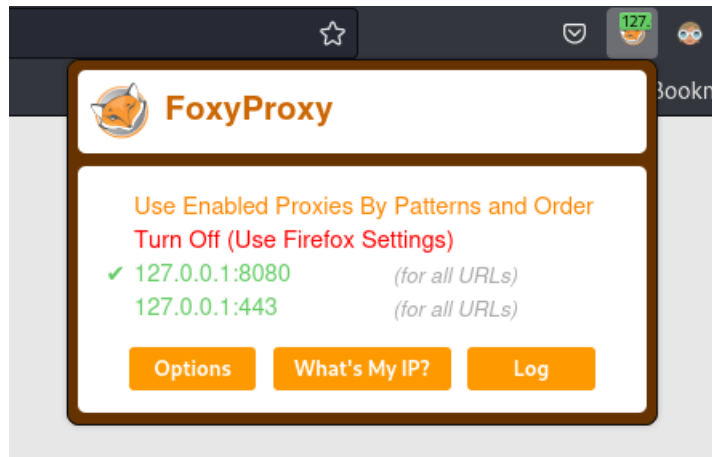 127.
Bookm
FoxyProxy
Use Enabled Proxies By Patterns and Order
Turn Off (Use Firefox Settings)
✔ 127.0.0.1:8080 (for all URLs)
127.0.0.1:443 (for all URLs)
Options What's My IP? Log